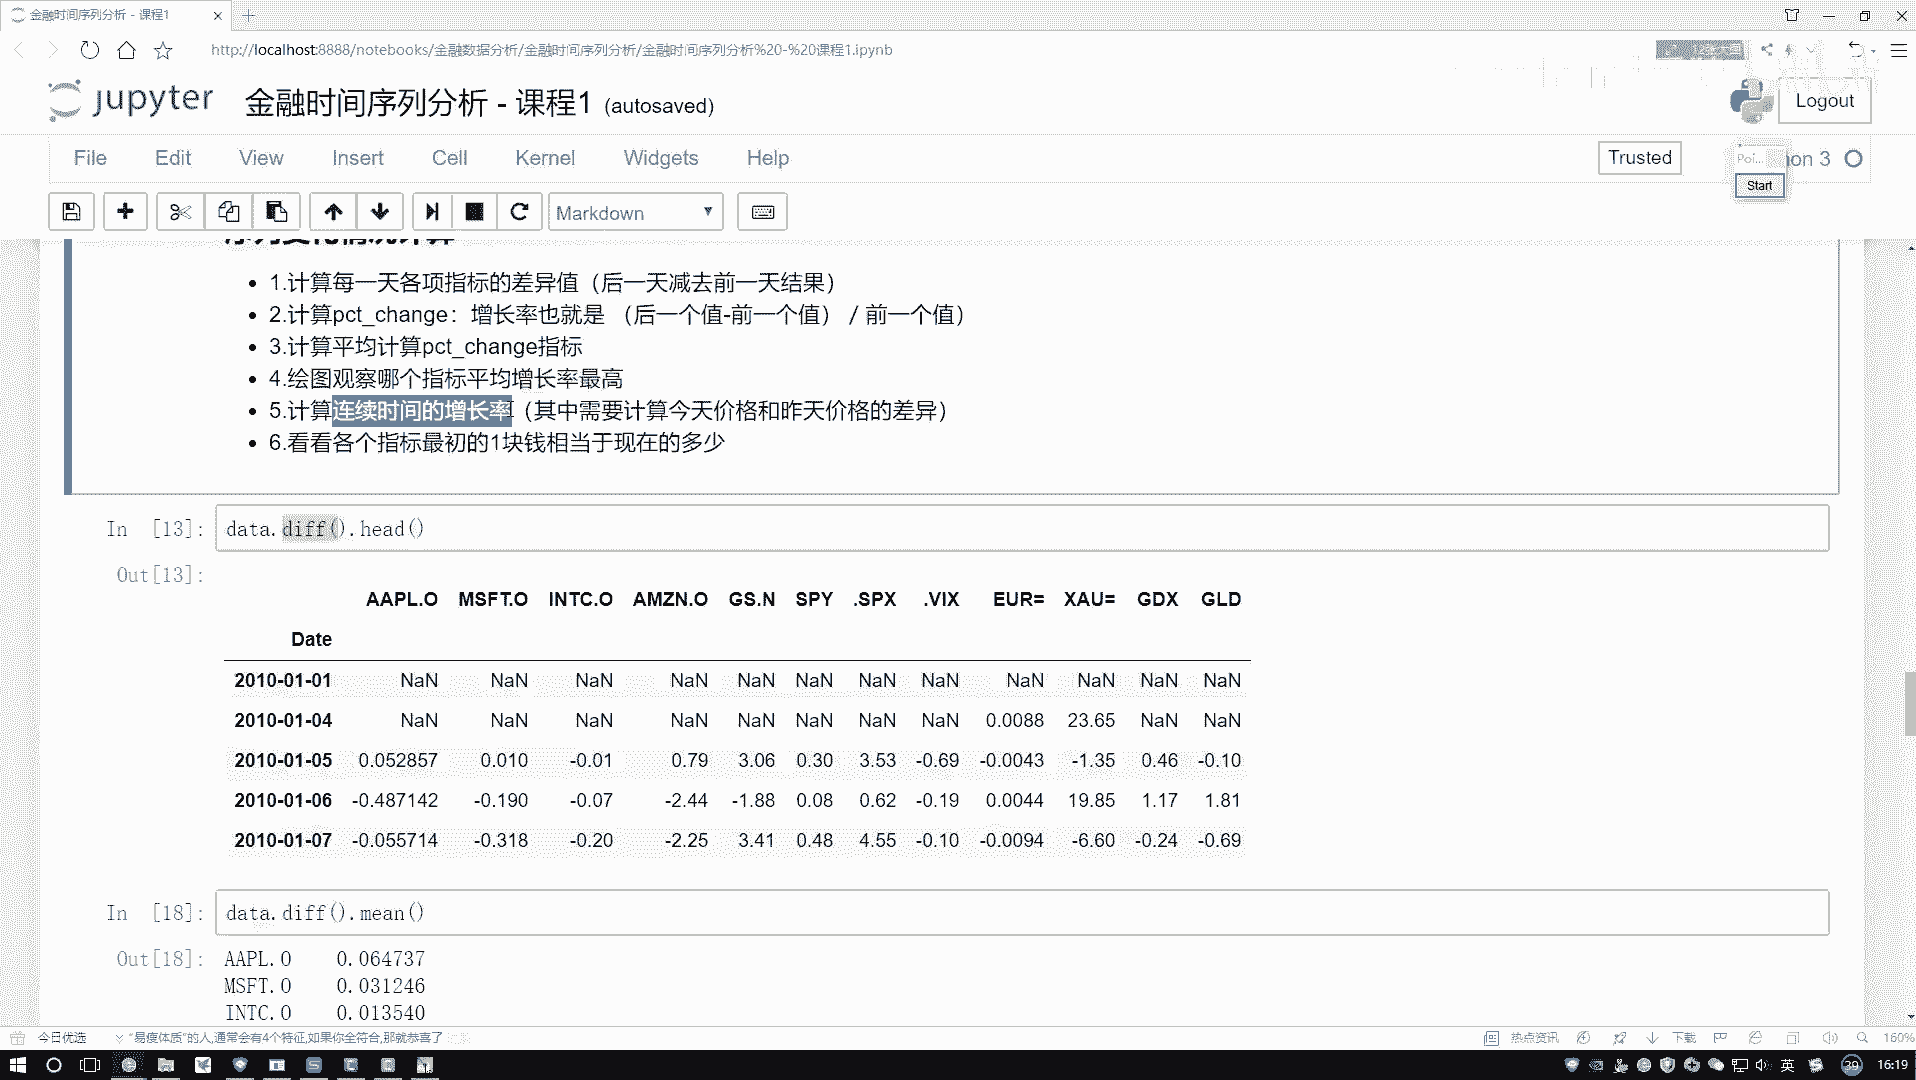 金融时间序列分析 - 课程1
http://localhost:8888/notebooks/金融数据分析/金融时间序列分析/金融时间序列分析%20-%20课程1.ipynb
jupyter 金融时间序列分析 - 课程1 (autosaved)
Logout
File Edit View Insert Cell Kernel Widgets Help
Trusted
Poi... on 3
Start
Markdown
序列变化情况计算
1.计算每一天各项指标的差异值（后一天减去前一天结果）
2.计算pct_change：增长率也就是 （后一个值-前一个值）/ 前一个值）
3.计算平均计算pct_change指标
4.绘图观察哪个指标平均增长率最高
5.计算连续时间的增长率（其中需要计算今天价格和昨天价格的差异）
6.看看各个指标最初的1块钱相当于现在的多少
In [13]: data.diff().head()
Out[13]:
AAPL.O MSFT.O INTC.O AMZN.O GS.N SPY .SPX .VIX EUR= XAU= GDX GLD
Date
2010-01-01 NaN NaN NaN NaN NaN NaN NaN NaN NaN NaN NaN NaN
2010-01-04 NaN NaN NaN NaN NaN NaN NaN NaN 0.0088 23.65 NaN NaN
2010-01-05 0.052857 0.010 -0.01 0.79 3.06 0.30 3.53 -0.69 -0.0043 -1.35 0.46 -0.10
2010-01-06 -0.487142 -0.190 -0.07 -2.44 -1.88 0.08 0.62 -0.19 0.0044 19.85 1.17 1.81
2010-01-07 -0.055714 -0.318 -0.20 -2.25 3.41 0.48 4.55 -0.10 -0.0094 -6.60 -0.24 -0.69
In [18]: data.diff().mean()
Out[18]: AAPL.O 0.064737
MSFT.O 0.031246
INTC.O 0.013540
今日优选 "易瘦体质"的人,通常会有4个特征,如果你全符合,那就恭喜了
热点资讯 下载 160%
英 39 16:19